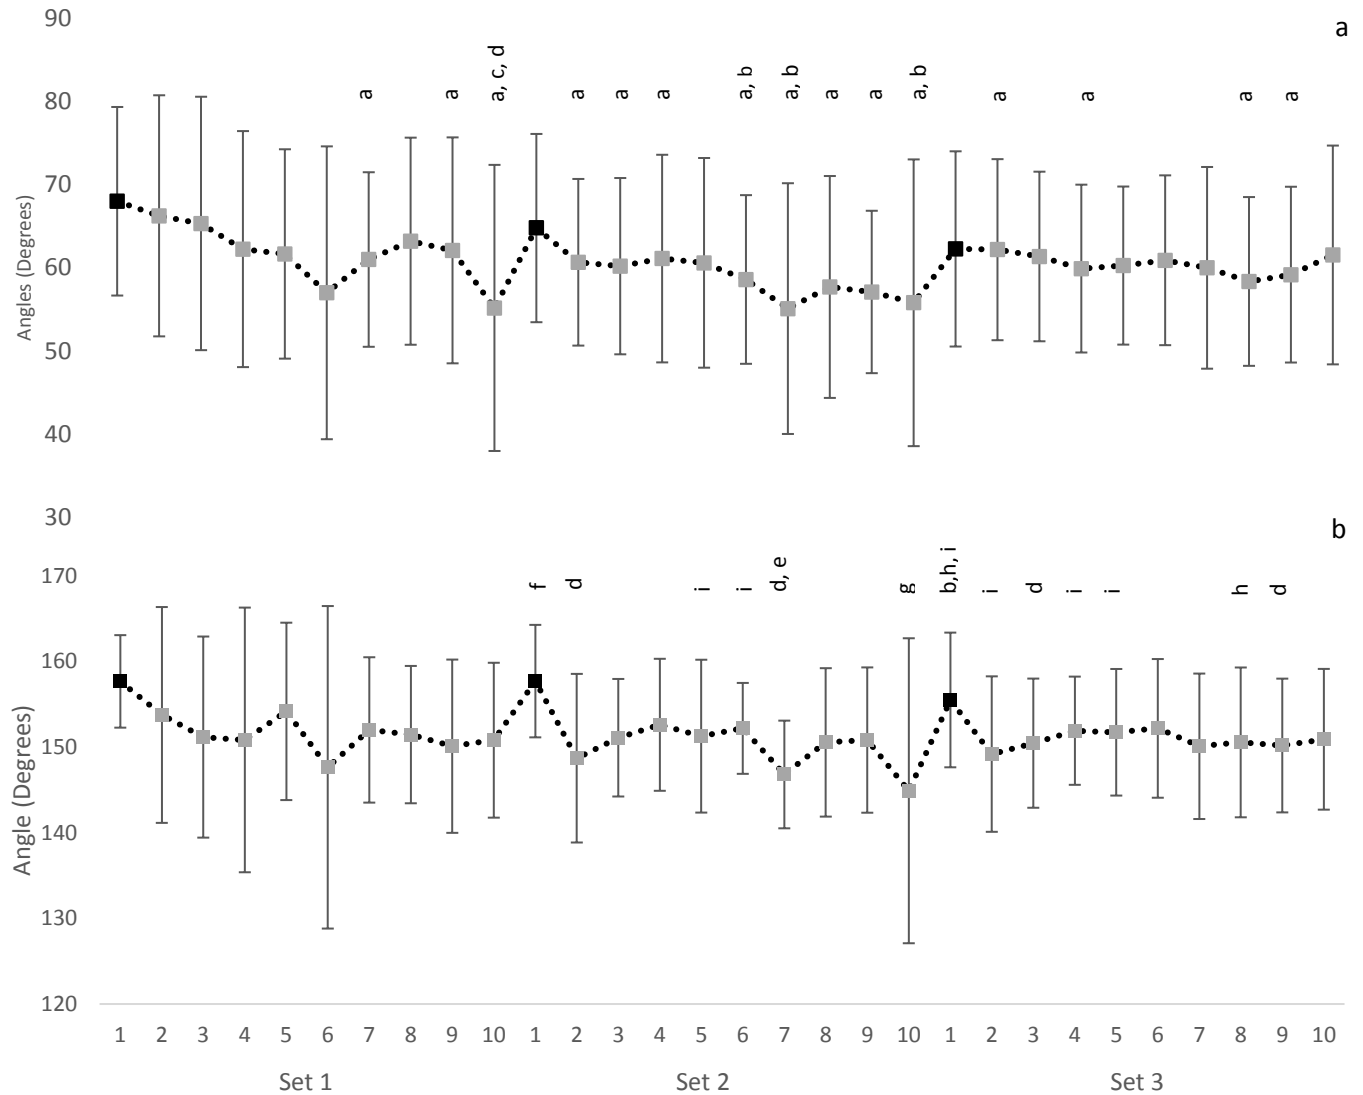 90
a
80
70
60
50
40
30
Angles (Degrees)
a
a
a, c, d
a
a
a
a, b
a, b
a
a
a, b
a
a
a
a
b
170
160
150
140
130
120
Angle (Degrees)
f
d
i
i
d, e
g
b,h, i
i
d
i
i
h
d
1 2 3 4 5 6 7 8 9 10 1 2 3 4 5 6 7 8 9 10 1 2 3 4 5 6 7 8 9 10
Set 1 Set 2 Set 3